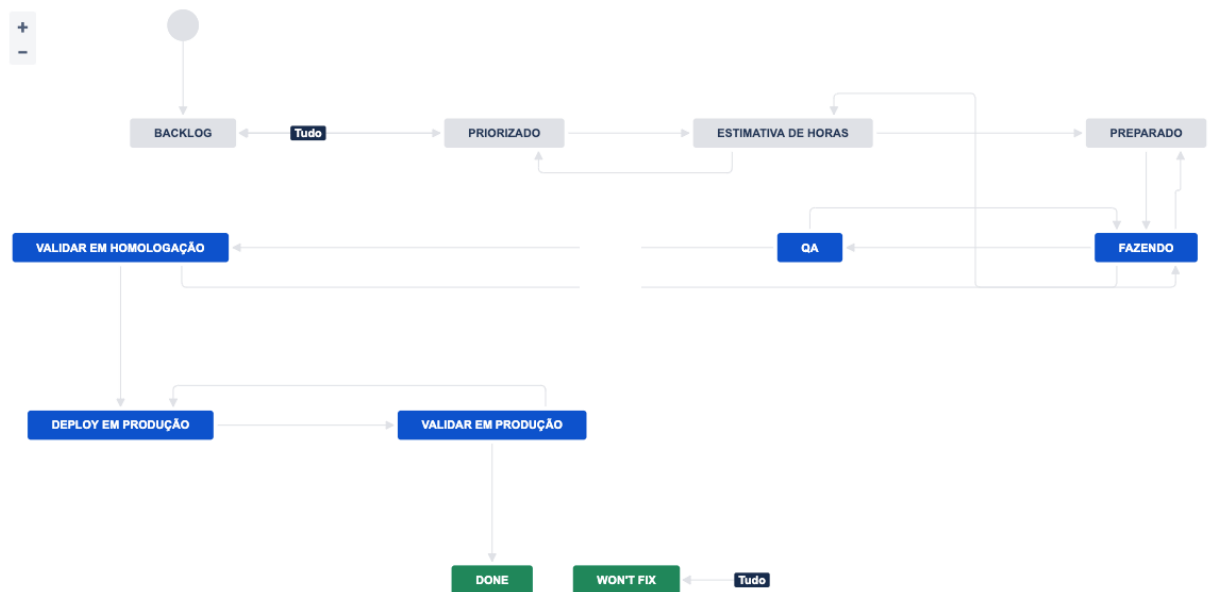 +
−
BACKLOG
Tudo
PRIORIZADO
ESTIMATIVA DE HORAS
PREPARADO
VALIDAR EM HOMOLOGAÇÃO
QA
FAZENDO
DEPLOY EM PRODUÇÃO
VALIDAR EM PRODUÇÃO
DONE
WON'T FIX
Tudo